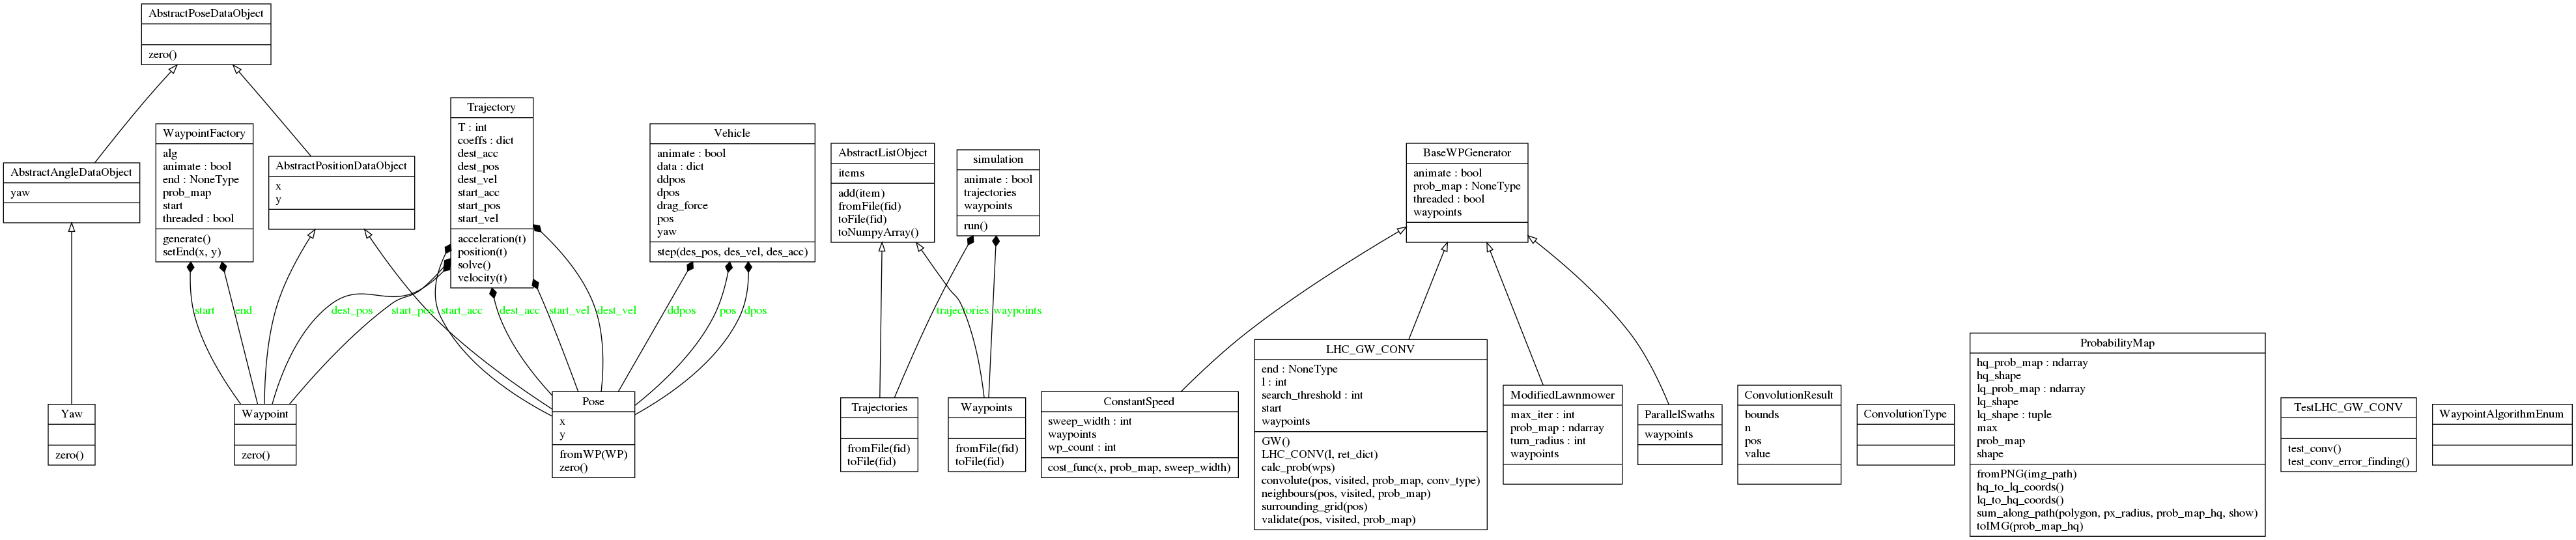 AbstractPoseDataObject
zero()
AbstractAngleDataObject
yaw
WaypointFactory
alg
animate : bool
end : NoneType
prob_map
start
threaded : bool
generate()
setEnd(x, y)
AbstractPositionDataObject
x
y
Trajectory
T : int
coeffs : dict
dest_acc
dest_pos
dest_vel
start_acc
start_pos
start_vel
acceleration(t)
position(t)
solve()
velocity(t)
Vehicle
animate : bool
data : dict
ddpos
dpos
drag_force
pos
yaw
step(des_pos, des_vel, des_acc)
AbstractListObject
items
add(item)
fromFile(fid)
toFile(fid)
toNumpyArray()
simulation
animate : bool
trajectories
waypoints
run()
BaseWPGenerator
animate : bool
prob_map : NoneType
threaded : bool
waypoints
start
end
dest_pos
start_pos
start_acc
dest_acc
start_vel
dest_vel
ddpos
pos
dpos
trajectories
waypoints
Yaw
zero()
Waypoint
zero()
Pose
x
y
fromWP(WP)
zero()
Trajectories
fromFile(fid)
toFile(fid)
Waypoints
fromFile(fid)
toFile(fid)
ConstantSpeed
sweep_width : int
waypoints
wp_count : int
cost_func(x, prob_map, sweep_width)
LHC_GW_CONV
end : NoneType
l : int
search_threshold : int
start
waypoints
GW()
LHC_CONV(l, ret_dict)
calc_prob(wps)
convolute(pos, visited, prob_map, conv_type)
neighbours(pos, visited, prob_map)
surrounding_grid(pos)
validate(pos, visited, prob_map)
ModifiedLawnmower
max_iter : int
prob_map : ndarray
turn_radius : int
waypoints
ParallelSwaths
waypoints
ConvolutionResult
bounds
n
pos
value
ConvolutionType
ProbabilityMap
hq_prob_map : ndarray
hq_shape
lq_prob_map : ndarray
lq_shape
lq_shape : tuple
max
prob_map
shape
fromPNG(img_path)
hq_to_lq_coords()
lq_to_hq_coords()
sum_along_path(polygon, px_radius, prob_map_hq, show)
toIMG(prob_map_hq)
TestLHC_GW_CONV
test_conv()
test_conv_error_finding()
WaypointAlgorithmEnum